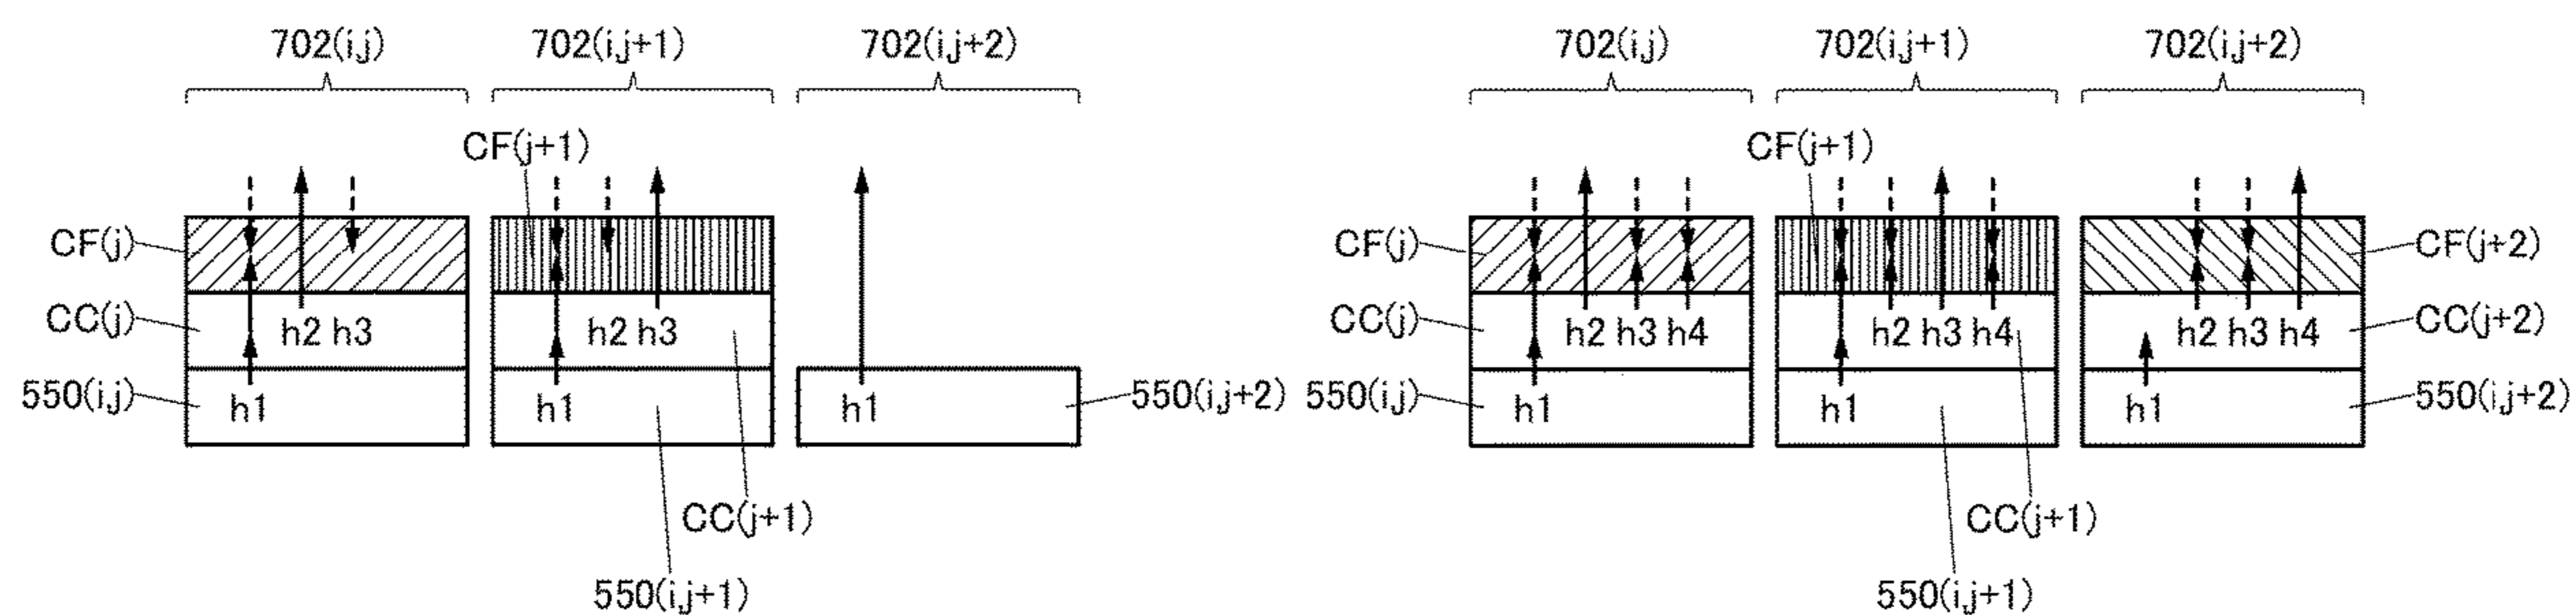 702(i,j) 702(i,j+1) 702(i,j+2)
CF(j+1)
CF(j)
CC(j) h2 h3 h2 h3
550(i,j) h1 h1 h1 550(i,j+2)
CC(j+1)
550(i,j+1)
702(i,j) 702(i,j+1) 702(i,j+2)
CF(j+1)
CF(j) CF(j+2)
CC(j) h2 h3 h4 h2 h3 h4 h2 h3 h4 CC(j+2)
550(i,j) h1 h1 h1 550(i,j+2)
CC(j+1)
550(i,j+1)